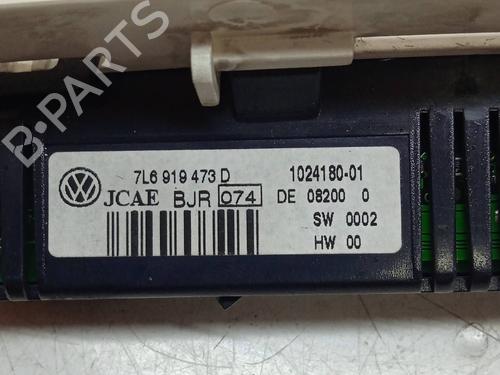 B-PARTS
7L6 919 473 D 1024180-01
JCAE BJR 074 DE 08200 0
SW 0002
HW 00